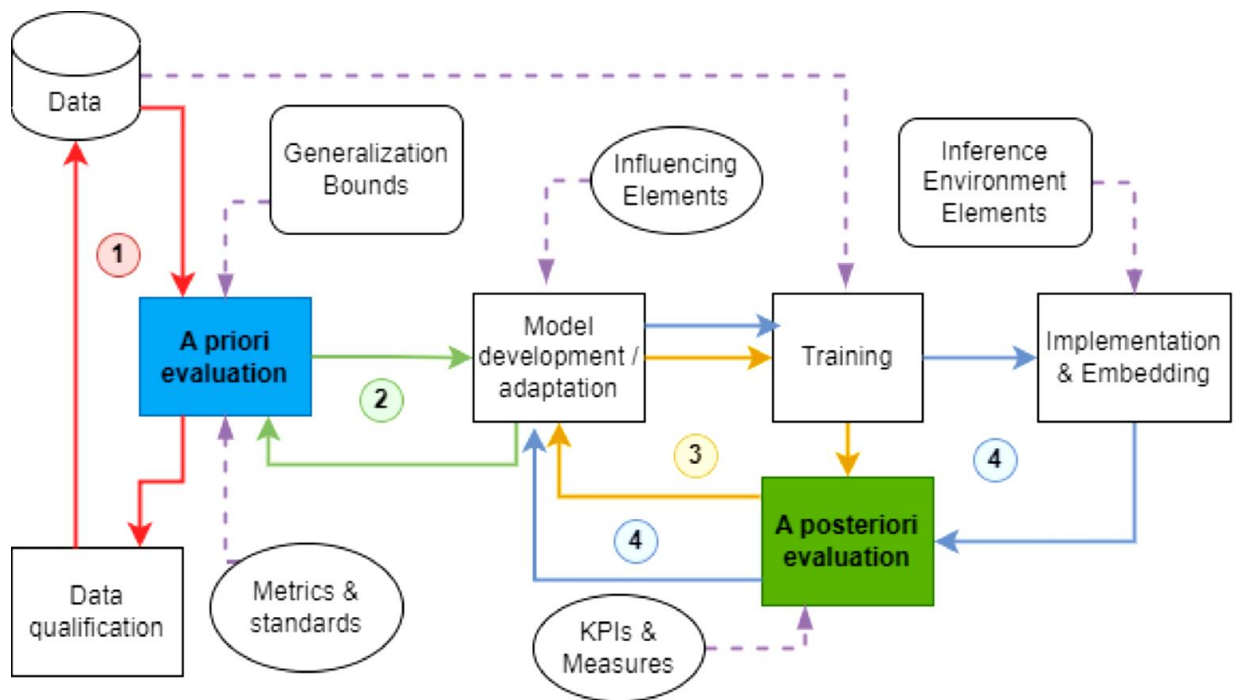 Data
Generalization
Bounds
Influencing
Elements
Inference
Environment
Elements
1
A priori
evaluation
Model
development /
adaptation
Training
Implementation
& Embedding
2
3
4
4
A posteriori
evaluation
Data
qualification
Metrics &
standards
KPIs &
Measures